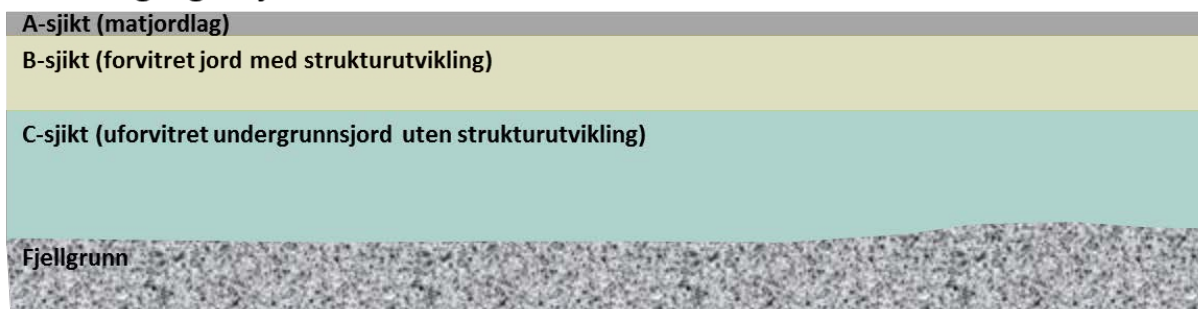 A-sjikt (matjordlag)
B-sjikt (forvitret jord med strukturutvikling)
C-sjikt (uforvitret undergrunnsjord uten strukturutvikling)
Fjellgrunn